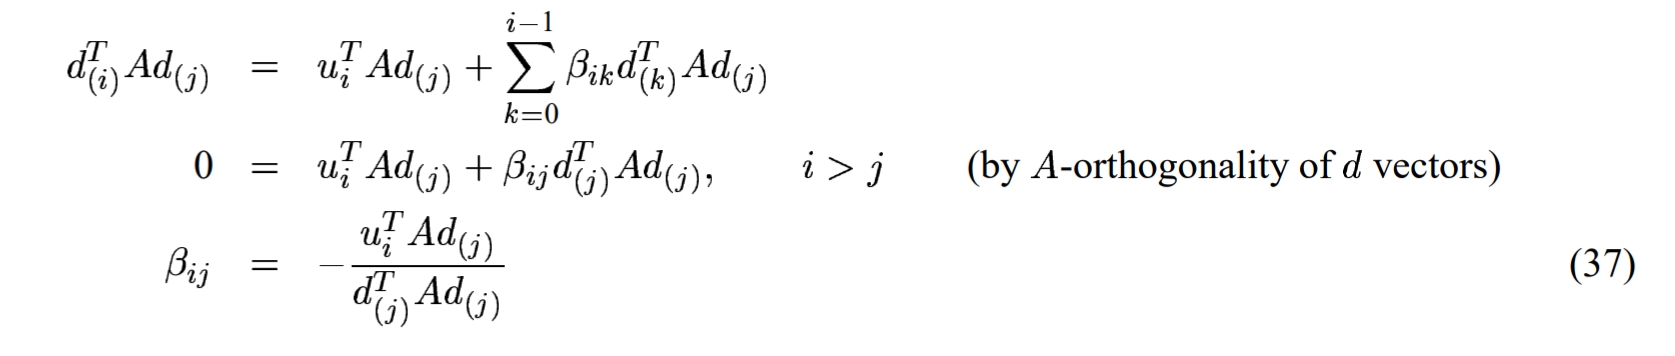 $d_{(i)}^T A d_{(j)} = u_i^T A d_{(j)} + \sum_{k=0}^{i-1} \beta_{ik} d_{(k)}^T A d_{(j)}$
$0 = u_i^T A d_{(j)} + \beta_{ij} d_{(j)}^T A d_{(j)}, \quad i > j$ (by $A$-orthogonality of $d$ vectors)
$\beta_{ij} = -\frac{u_i^T A d_{(j)}}{d_{(j)}^T A d_{(j)}}$ (37)